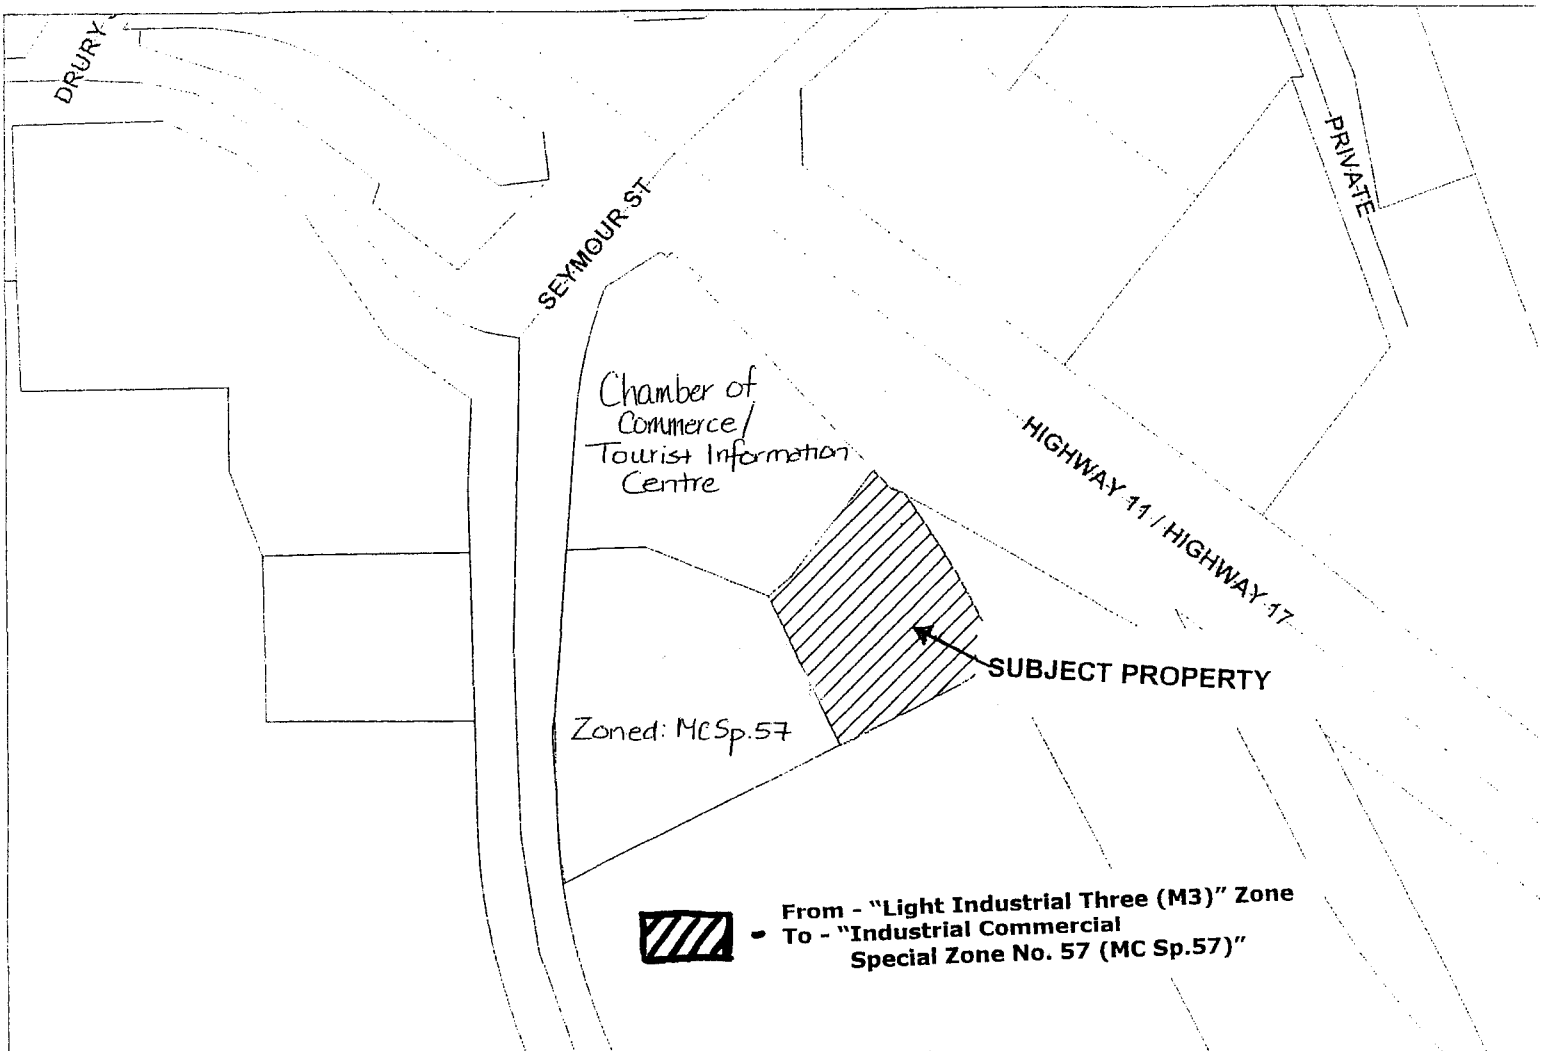 DRURY
PRIVATE
SEYMOUR ST
Chamber of
Commerce/
Tourist Information
Centre
HIGHWAY 11 / HIGHWAY 17
SUBJECT PROPERTY
Zoned: MCSp.57
- From - "Light Industrial Three (M3)" Zone
To - "Industrial Commercial
Special Zone No. 57 (MC Sp.57)"